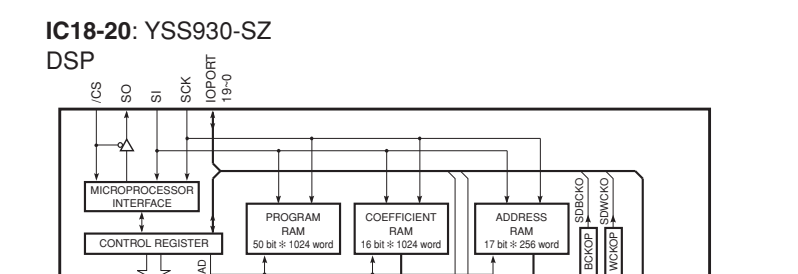 IC18-20: YSS930-SZ
DSP
/CS
SO
SI
SCK
IOPORT
19~0
MICROPROCESSOR
INTERFACE
CONTROL REGISTER
PROGRAM
RAM
50 bit ✻ 1024 word
COEFFICIENT
RAM
16 bit ✻ 1024 word
ADDRESS
RAM
17 bit ✻ 256 word
SDBCKO
SDWCKO
BCKOP
WCKOP